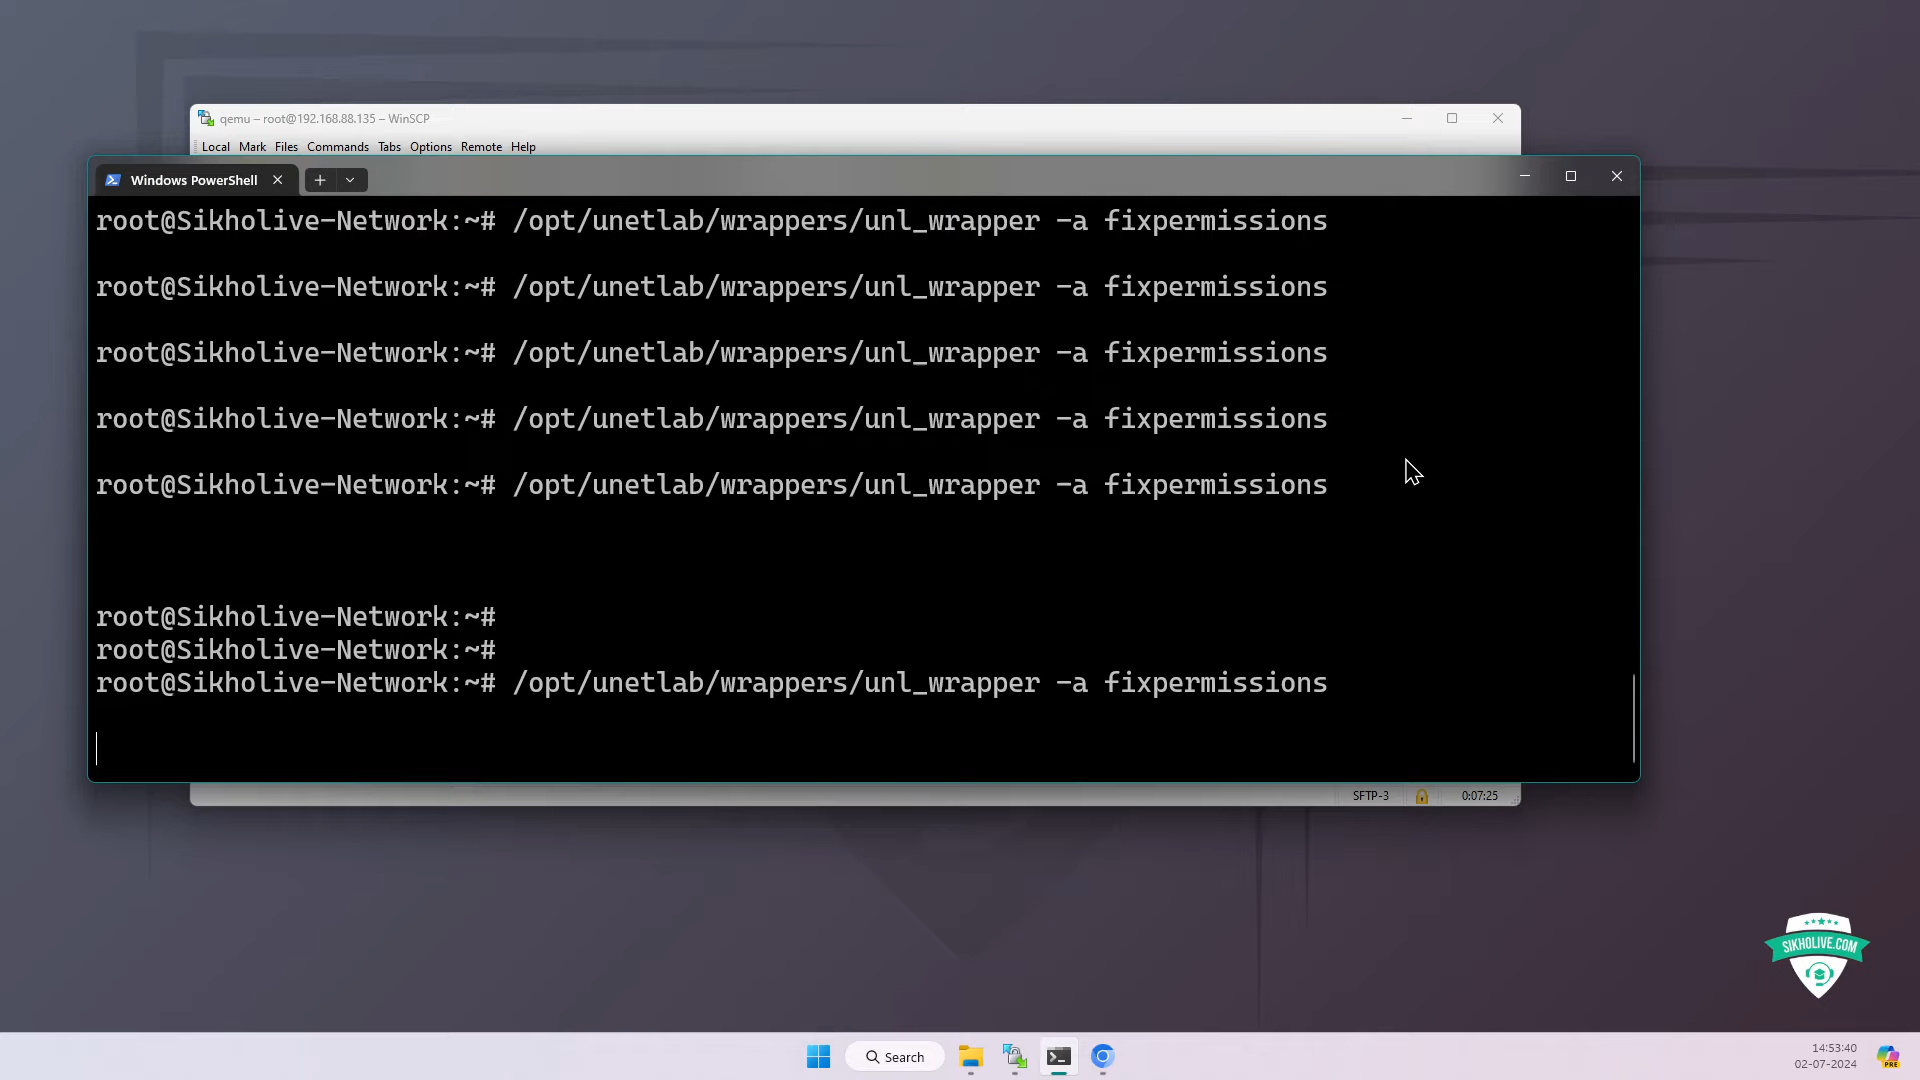 qemu – root@192.168.88.135 – WinSCP
Local Mark Files Commands Tabs Options Remote Help
Windows PowerShell
root@Sikholive-Network:~# /opt/unetlab/wrappers/unl_wrapper -a fixpermissions
root@Sikholive-Network:~# /opt/unetlab/wrappers/unl_wrapper -a fixpermissions
root@Sikholive-Network:~# /opt/unetlab/wrappers/unl_wrapper -a fixpermissions
root@Sikholive-Network:~# /opt/unetlab/wrappers/unl_wrapper -a fixpermissions
root@Sikholive-Network:~# /opt/unetlab/wrappers/unl_wrapper -a fixpermissions
root@Sikholive-Network:~#
root@Sikholive-Network:~#
root@Sikholive-Network:~# /opt/unetlab/wrappers/unl_wrapper -a fixpermissions
SFTP-3 0:07:25
SIKHOLIVE.COM
Search
14:53:40
02-07-2024
PRE